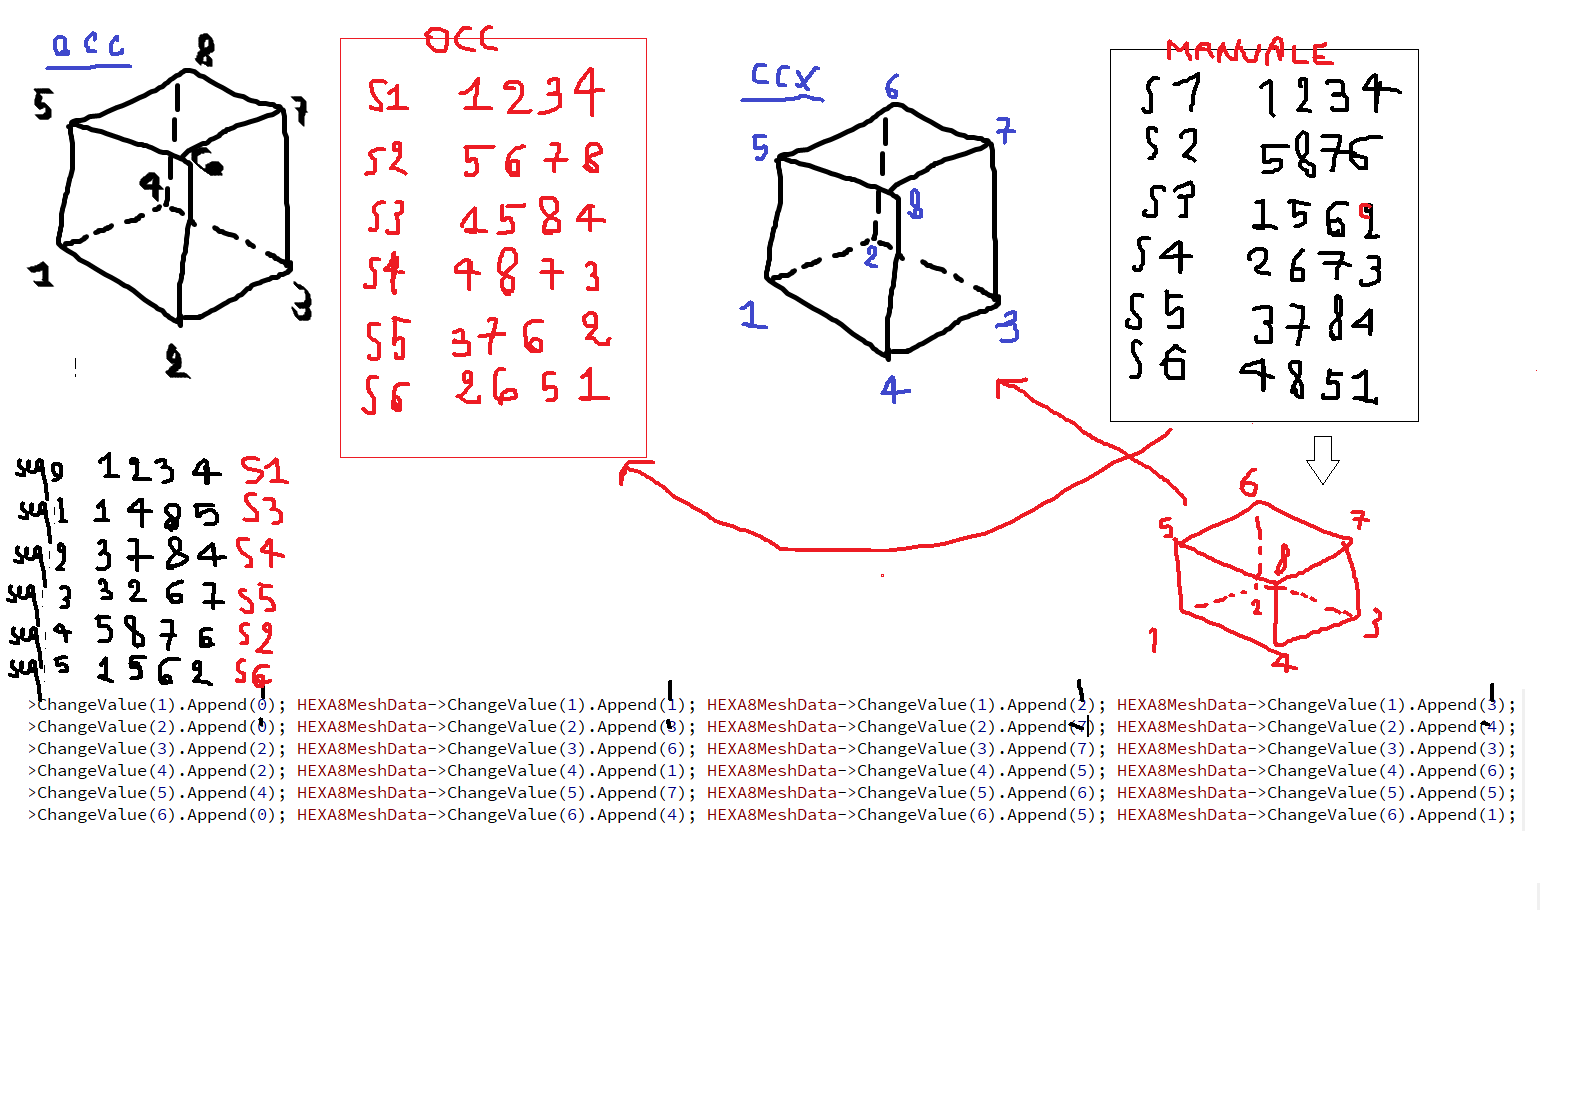 OCC
8
5
7
6
4
1
3
2
OCC
S1 1 2 3 4
S2 5 6 7 8
S3 1 5 8 4
S4 4 8 7 3
S5 3 7 6 2
S6 2 6 5 1
CCX
6
5
7
8
2
1
3
4
MANUALE
S1 1 2 3 4
S2 5 8 7 6
S3 1 5 6 2
S4 2 6 7 3
S5 3 7 8 4
S6 4 8 5 1
6
5
7
8
2
1
3
4
seq 0 1 2 3 4 S1
seq 1 1 4 8 5 S3
seq 2 3 7 8 4 S4
seq 3 3 2 6 7 S5
seq 4 5 8 7 6 S2
seq 5 1 5 6 2 S6
>ChangeValue(1).Append(0); HEXA8MeshData->ChangeValue(1).Append(1); HEXA8MeshData->ChangeValue(1).Append(2); HEXA8MeshData->ChangeValue(1).Append(3);
>ChangeValue(2).Append(0); HEXA8MeshData->ChangeValue(2).Append(3); HEXA8MeshData->ChangeValue(2).Append(7); HEXA8MeshData->ChangeValue(2).Append(4);
>ChangeValue(3).Append(2); HEXA8MeshData->ChangeValue(3).Append(6); HEXA8MeshData->ChangeValue(3).Append(7); HEXA8MeshData->ChangeValue(3).Append(3);
>ChangeValue(4).Append(2); HEXA8MeshData->ChangeValue(4).Append(1); HEXA8MeshData->ChangeValue(4).Append(5); HEXA8MeshData->ChangeValue(4).Append(6);
>ChangeValue(5).Append(4); HEXA8MeshData->ChangeValue(5).Append(7); HEXA8MeshData->ChangeValue(5).Append(6); HEXA8MeshData->ChangeValue(5).Append(5);
>ChangeValue(6).Append(0); HEXA8MeshData->ChangeValue(6).Append(4); HEXA8MeshData->ChangeValue(6).Append(5); HEXA8MeshData->ChangeValue(6).Append(1);